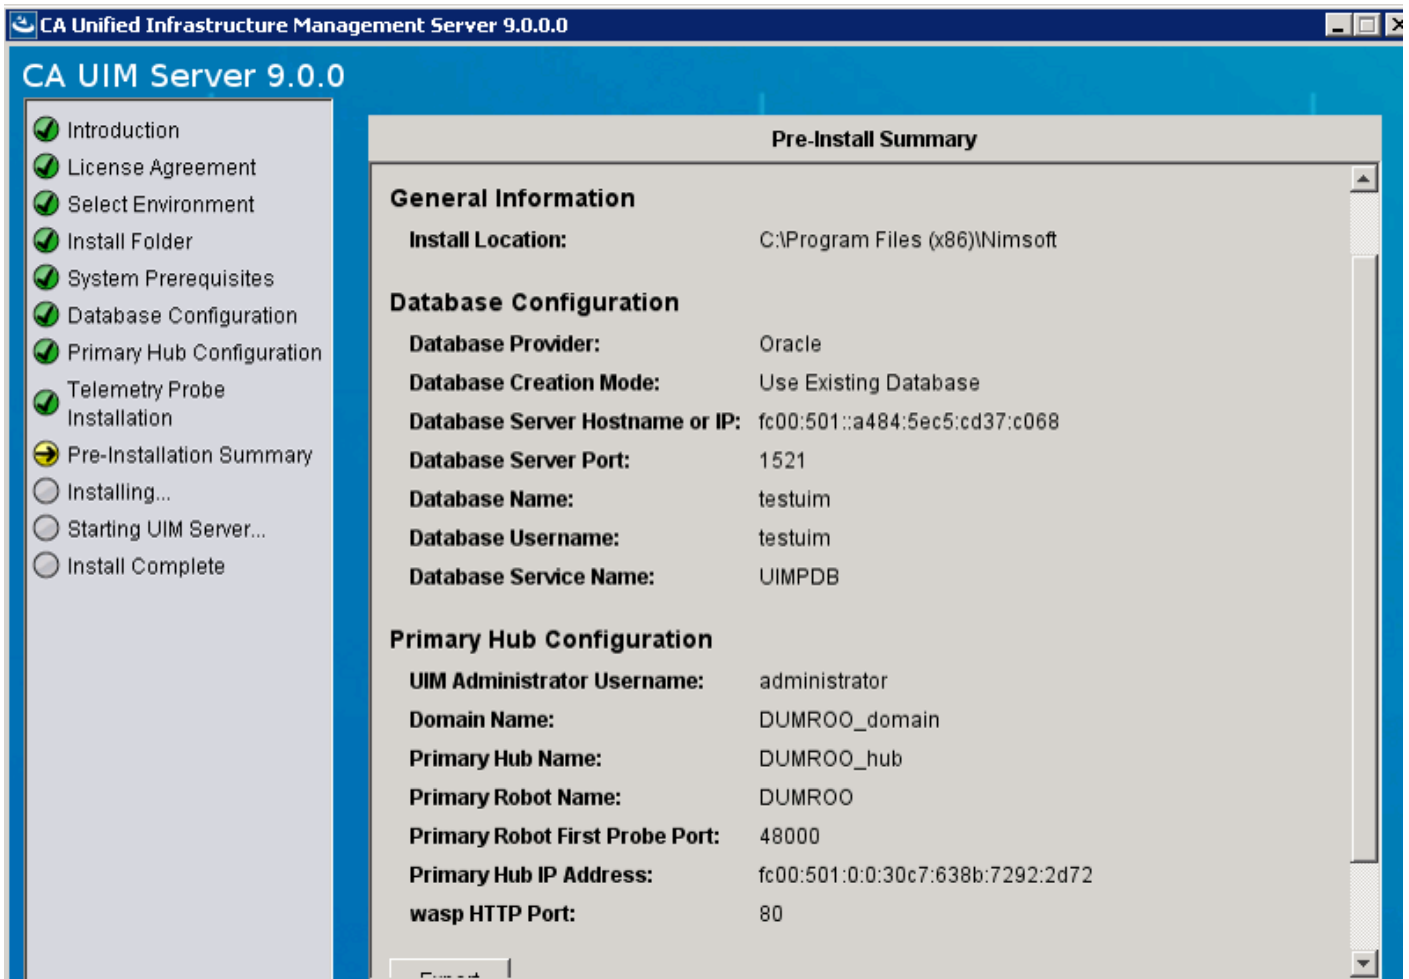 CA Unified Infrastructure Management Server 9.0.0.0
CA UIM Server 9.0.0
Introduction
License Agreement
Select Environment
Install Folder
System Prerequisites
Database Configuration
Primary Hub Configuration
Telemetry Probe
Installation
Pre-Installation Summary
Installing...
Starting UIM Server...
Install Complete
Pre-Install Summary
General Information
Install Location: C:\Program Files (x86)\Nimsoft
Database Configuration
Database Provider: Oracle
Database Creation Mode: Use Existing Database
Database Server Hostname or IP: fc00:501::a484:5ec5:cd37:c068
Database Server Port: 1521
Database Name: testuim
Database Username: testuim
Database Service Name: UIMPDB
Primary Hub Configuration
UIM Administrator Username: administrator
Domain Name: DUMROO_domain
Primary Hub Name: DUMROO_hub
Primary Robot Name: DUMROO
Primary Robot First Probe Port: 48000
Primary Hub IP Address: fc00:501:0:0:30c7:638b:7292:2d72
wasp HTTP Port: 80